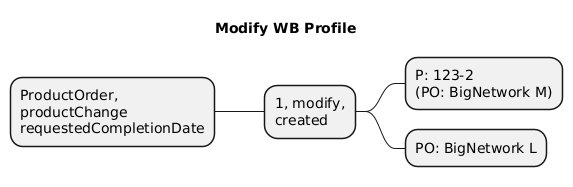 Modify WB Profile
ProductOrder,
productChange
requestedCompletionDate
1, modify,
created
P: 123-2
(PO: BigNetwork M)
PO: BigNetwork L